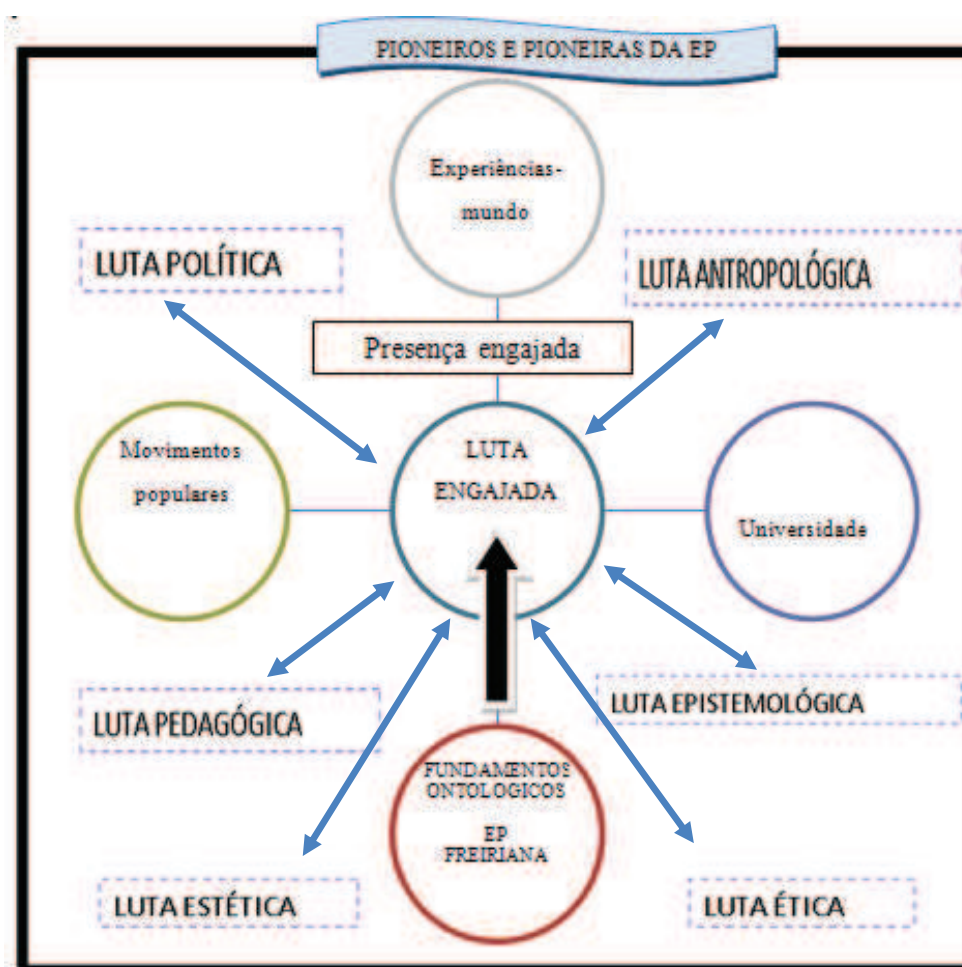 PIONEIROS E PIONEIRAS DA EP
Experiências-
mundo
LUTA POLÍTICA
LUTA ANTROPOLÓGICA
Presença engajada
Movimentos
populares
LUTA
ENGAJADA
Universidade
LUTA PEDAGÓGICA
LUTA EPISTEMOLÓGICA
FUNDAMENTOS
ONTOLOGICOS
EP
FREIRIANA
LUTA ESTÉTICA
LUTA ÉTICA